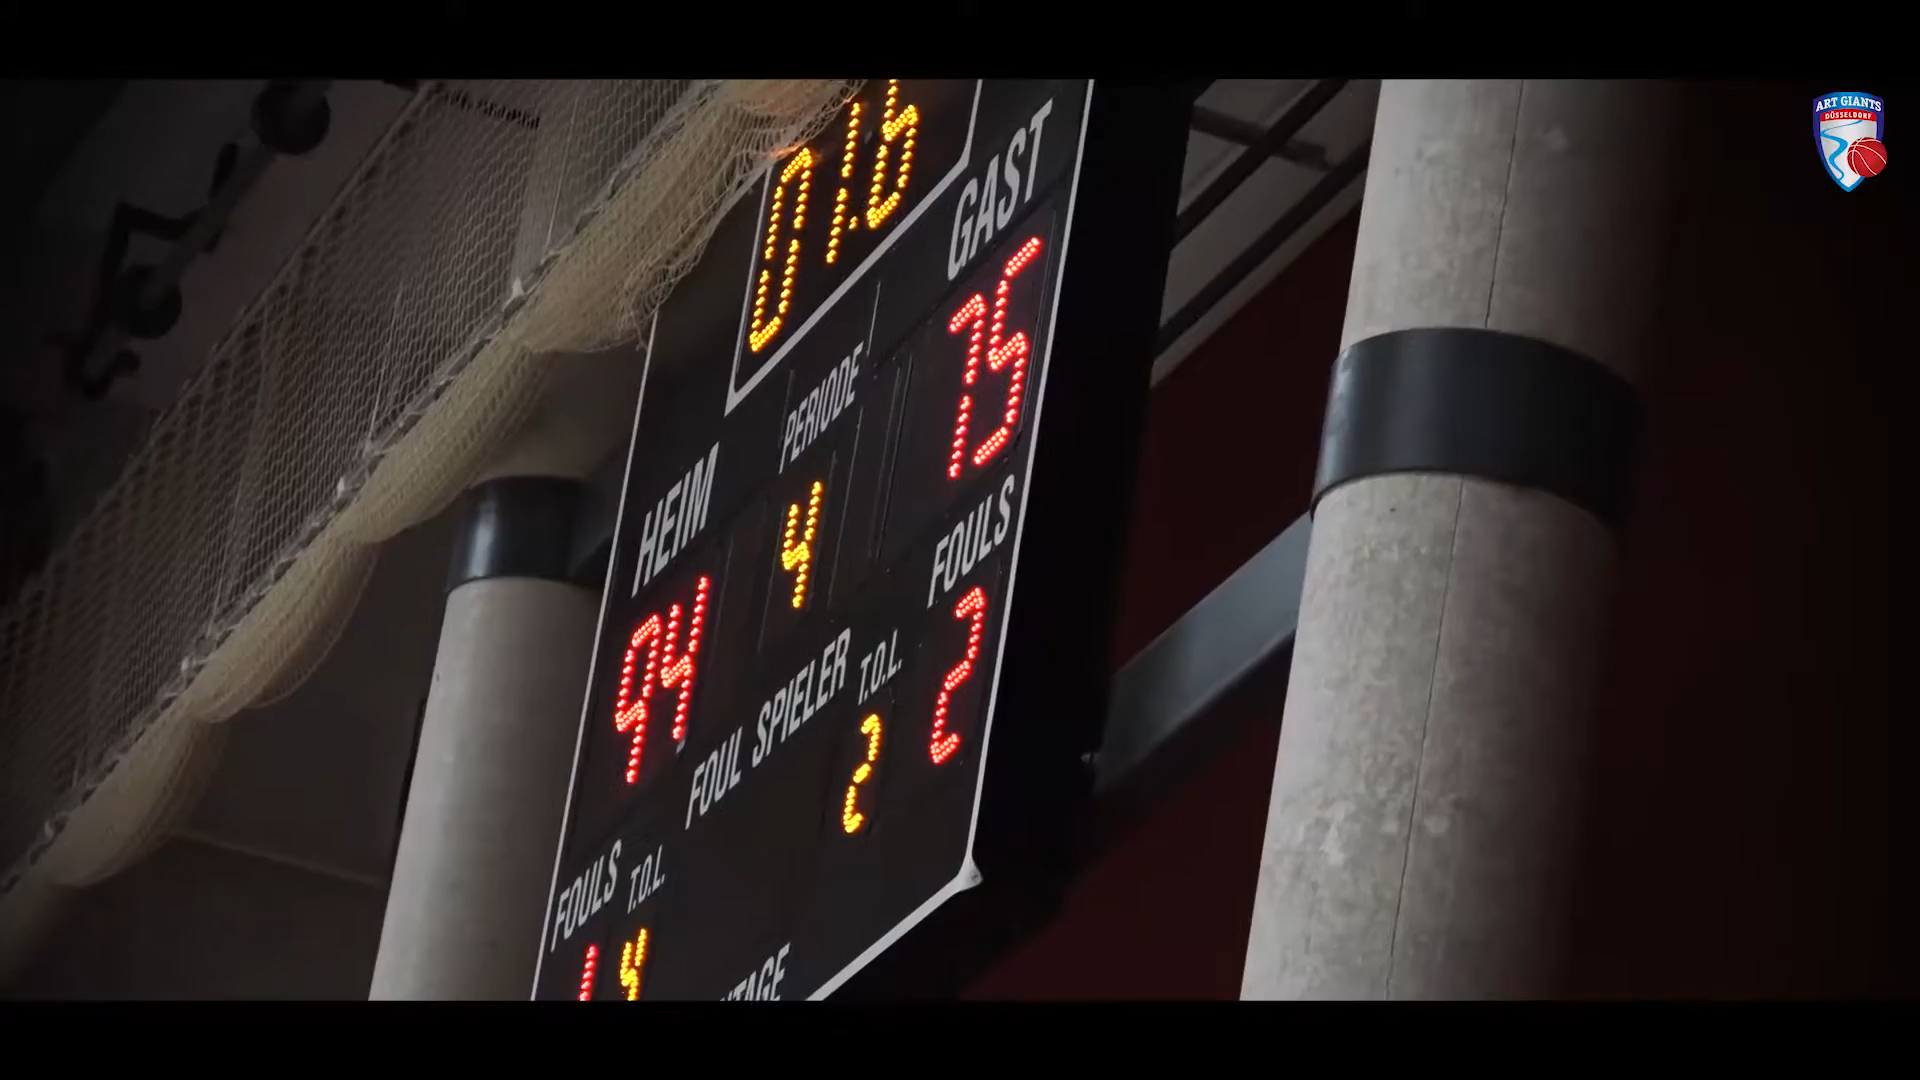 ART GIANTS
DÜSSELDORF
01.6
GAST
75
PERIODE
4
HEIM
94
FOULS
2
FOUL SPIELER
T.O.L.
2
FOULS
T.O.L.